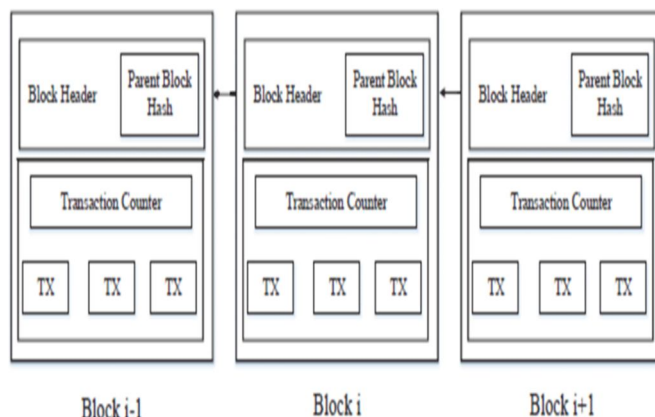 Block Header
Parent Block
Hash
Transaction Counter
TX TX TX
Block i-1
Block Header
Parent Block
Hash
Transaction Counter
TX TX TX
Block i
Block Header
Parent Block
Hash
Transaction Counter
TX TX TX
Block i+1